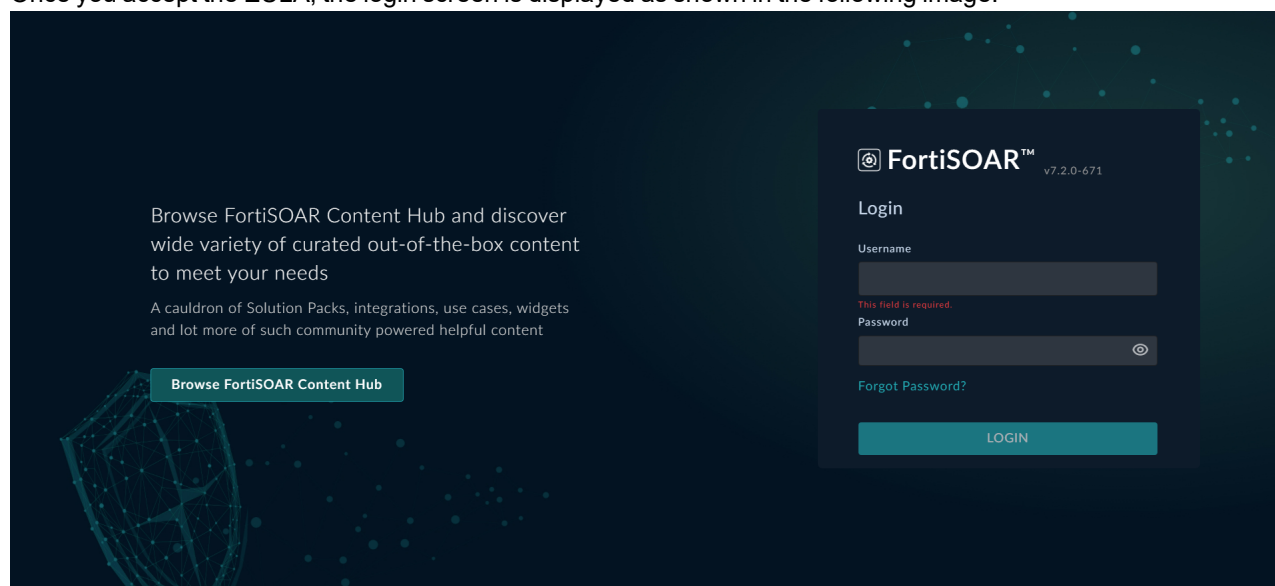 Once you accept the EULA, the login screen is displayed as shown in the following image:
FortiSOAR™ v7.2.0-671
Login
Browse FortiSOAR Content Hub and discover
wide variety of curated out-of-the-box content
to meet your needs
A cauldron of Solution Packs, integrations, use cases, widgets
and lot more of such community powered helpful content
Browse FortiSOAR Content Hub
Username
This field is required.
Password
Forgot Password?
LOGIN